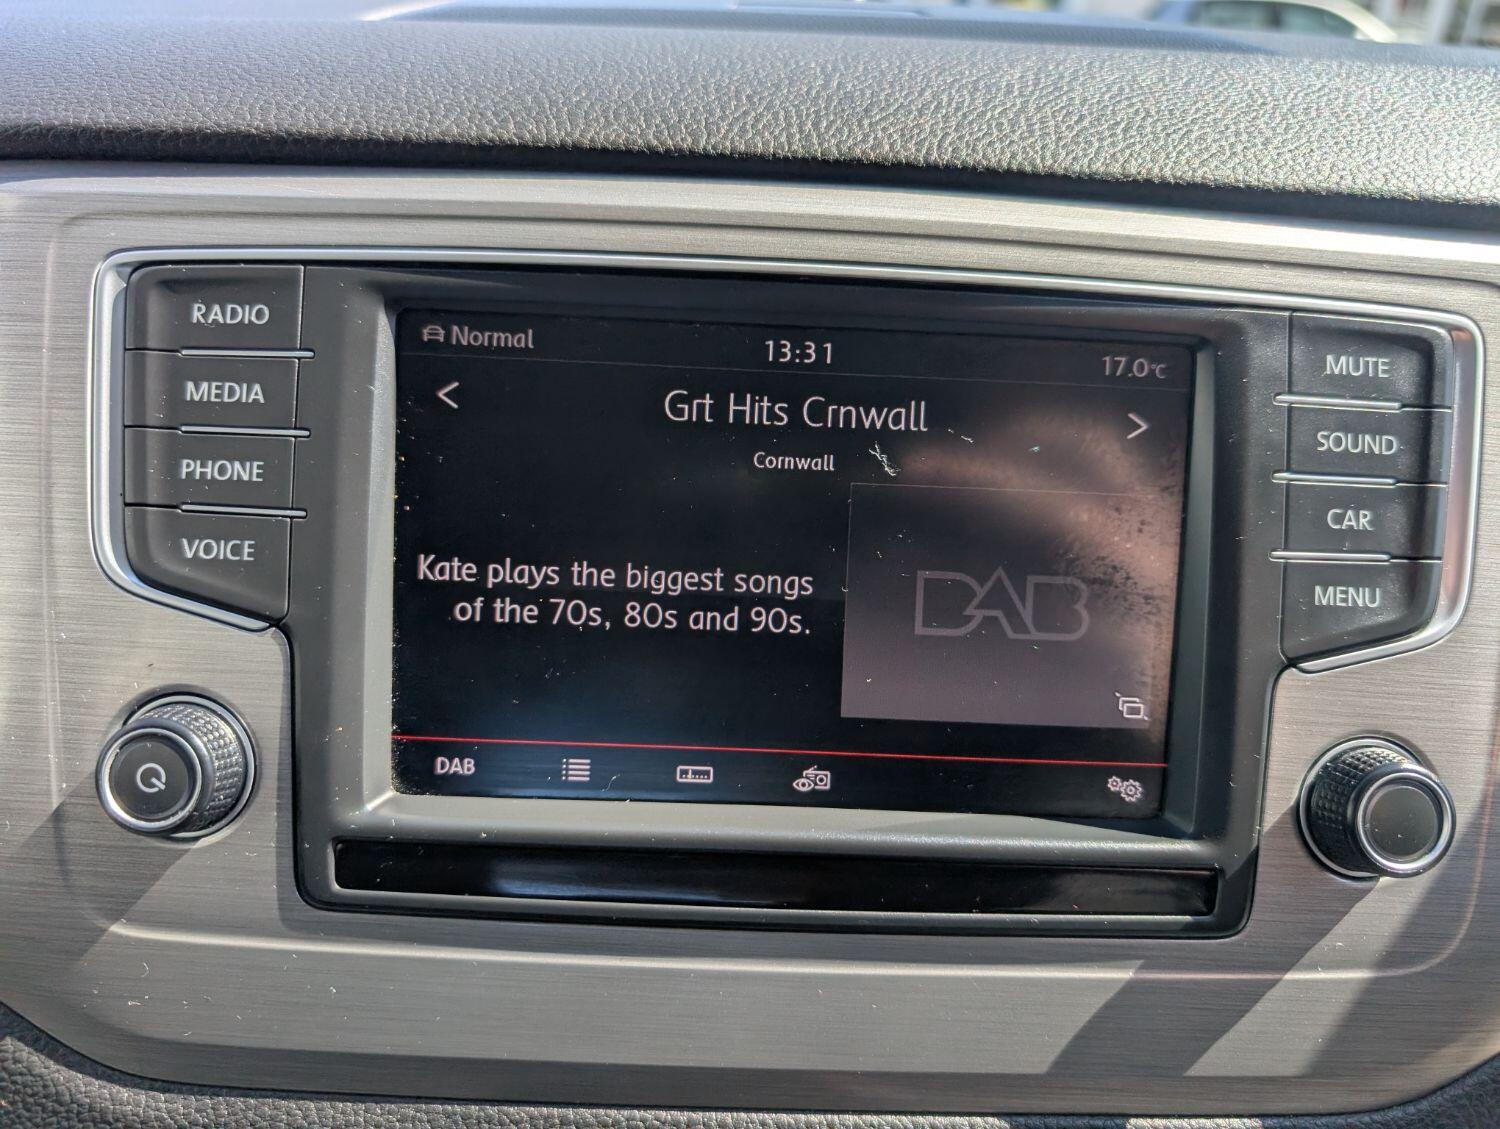 RADIO
MEDIA
PHONE
VOICE
Normal
13:31
17.0°C
Grt Hits Crnwall
Cornwall
Kate plays the biggest songs
of the 70s, 80s and 90s.
DAB
DAB
MUTE
SOUND
CAR
MENU